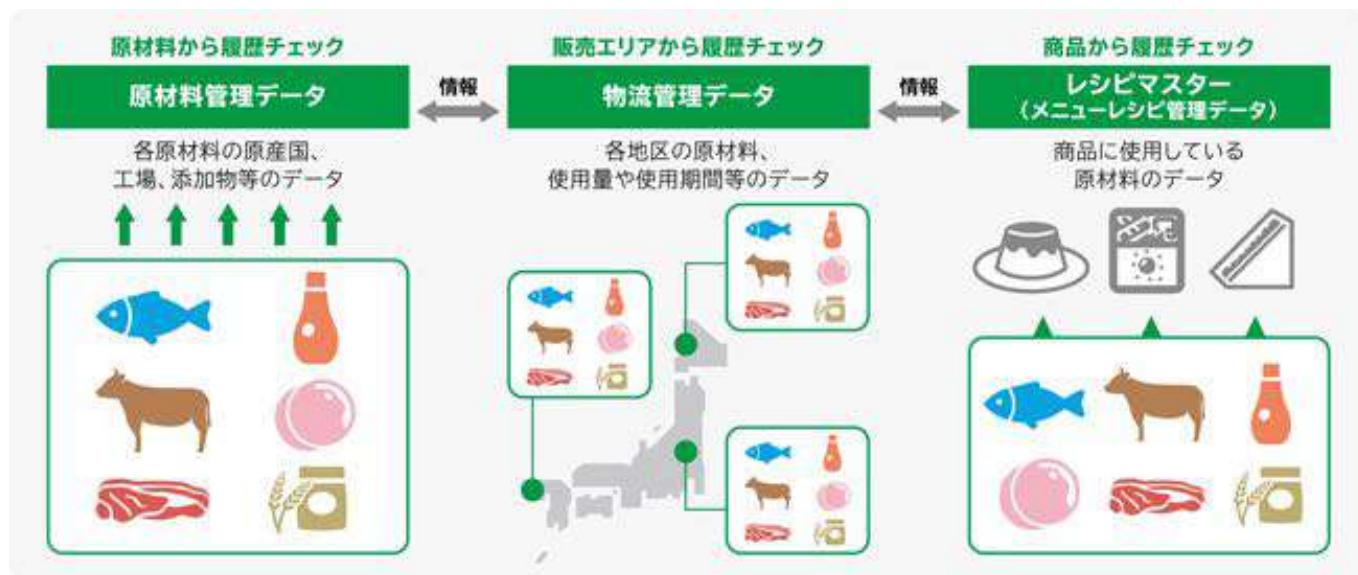 原材料から履歴チェック
原材料管理データ
各原材料の原産国、
工場、添加物等のデータ
情報
販売エリアから履歴チェック
物流管理データ
各地区の原材料、
使用量や使用期間等のデータ
情報
商品から履歴チェック
レシピマスター
（メニューレシピ管理データ）
商品に使用している
原材料のデータ